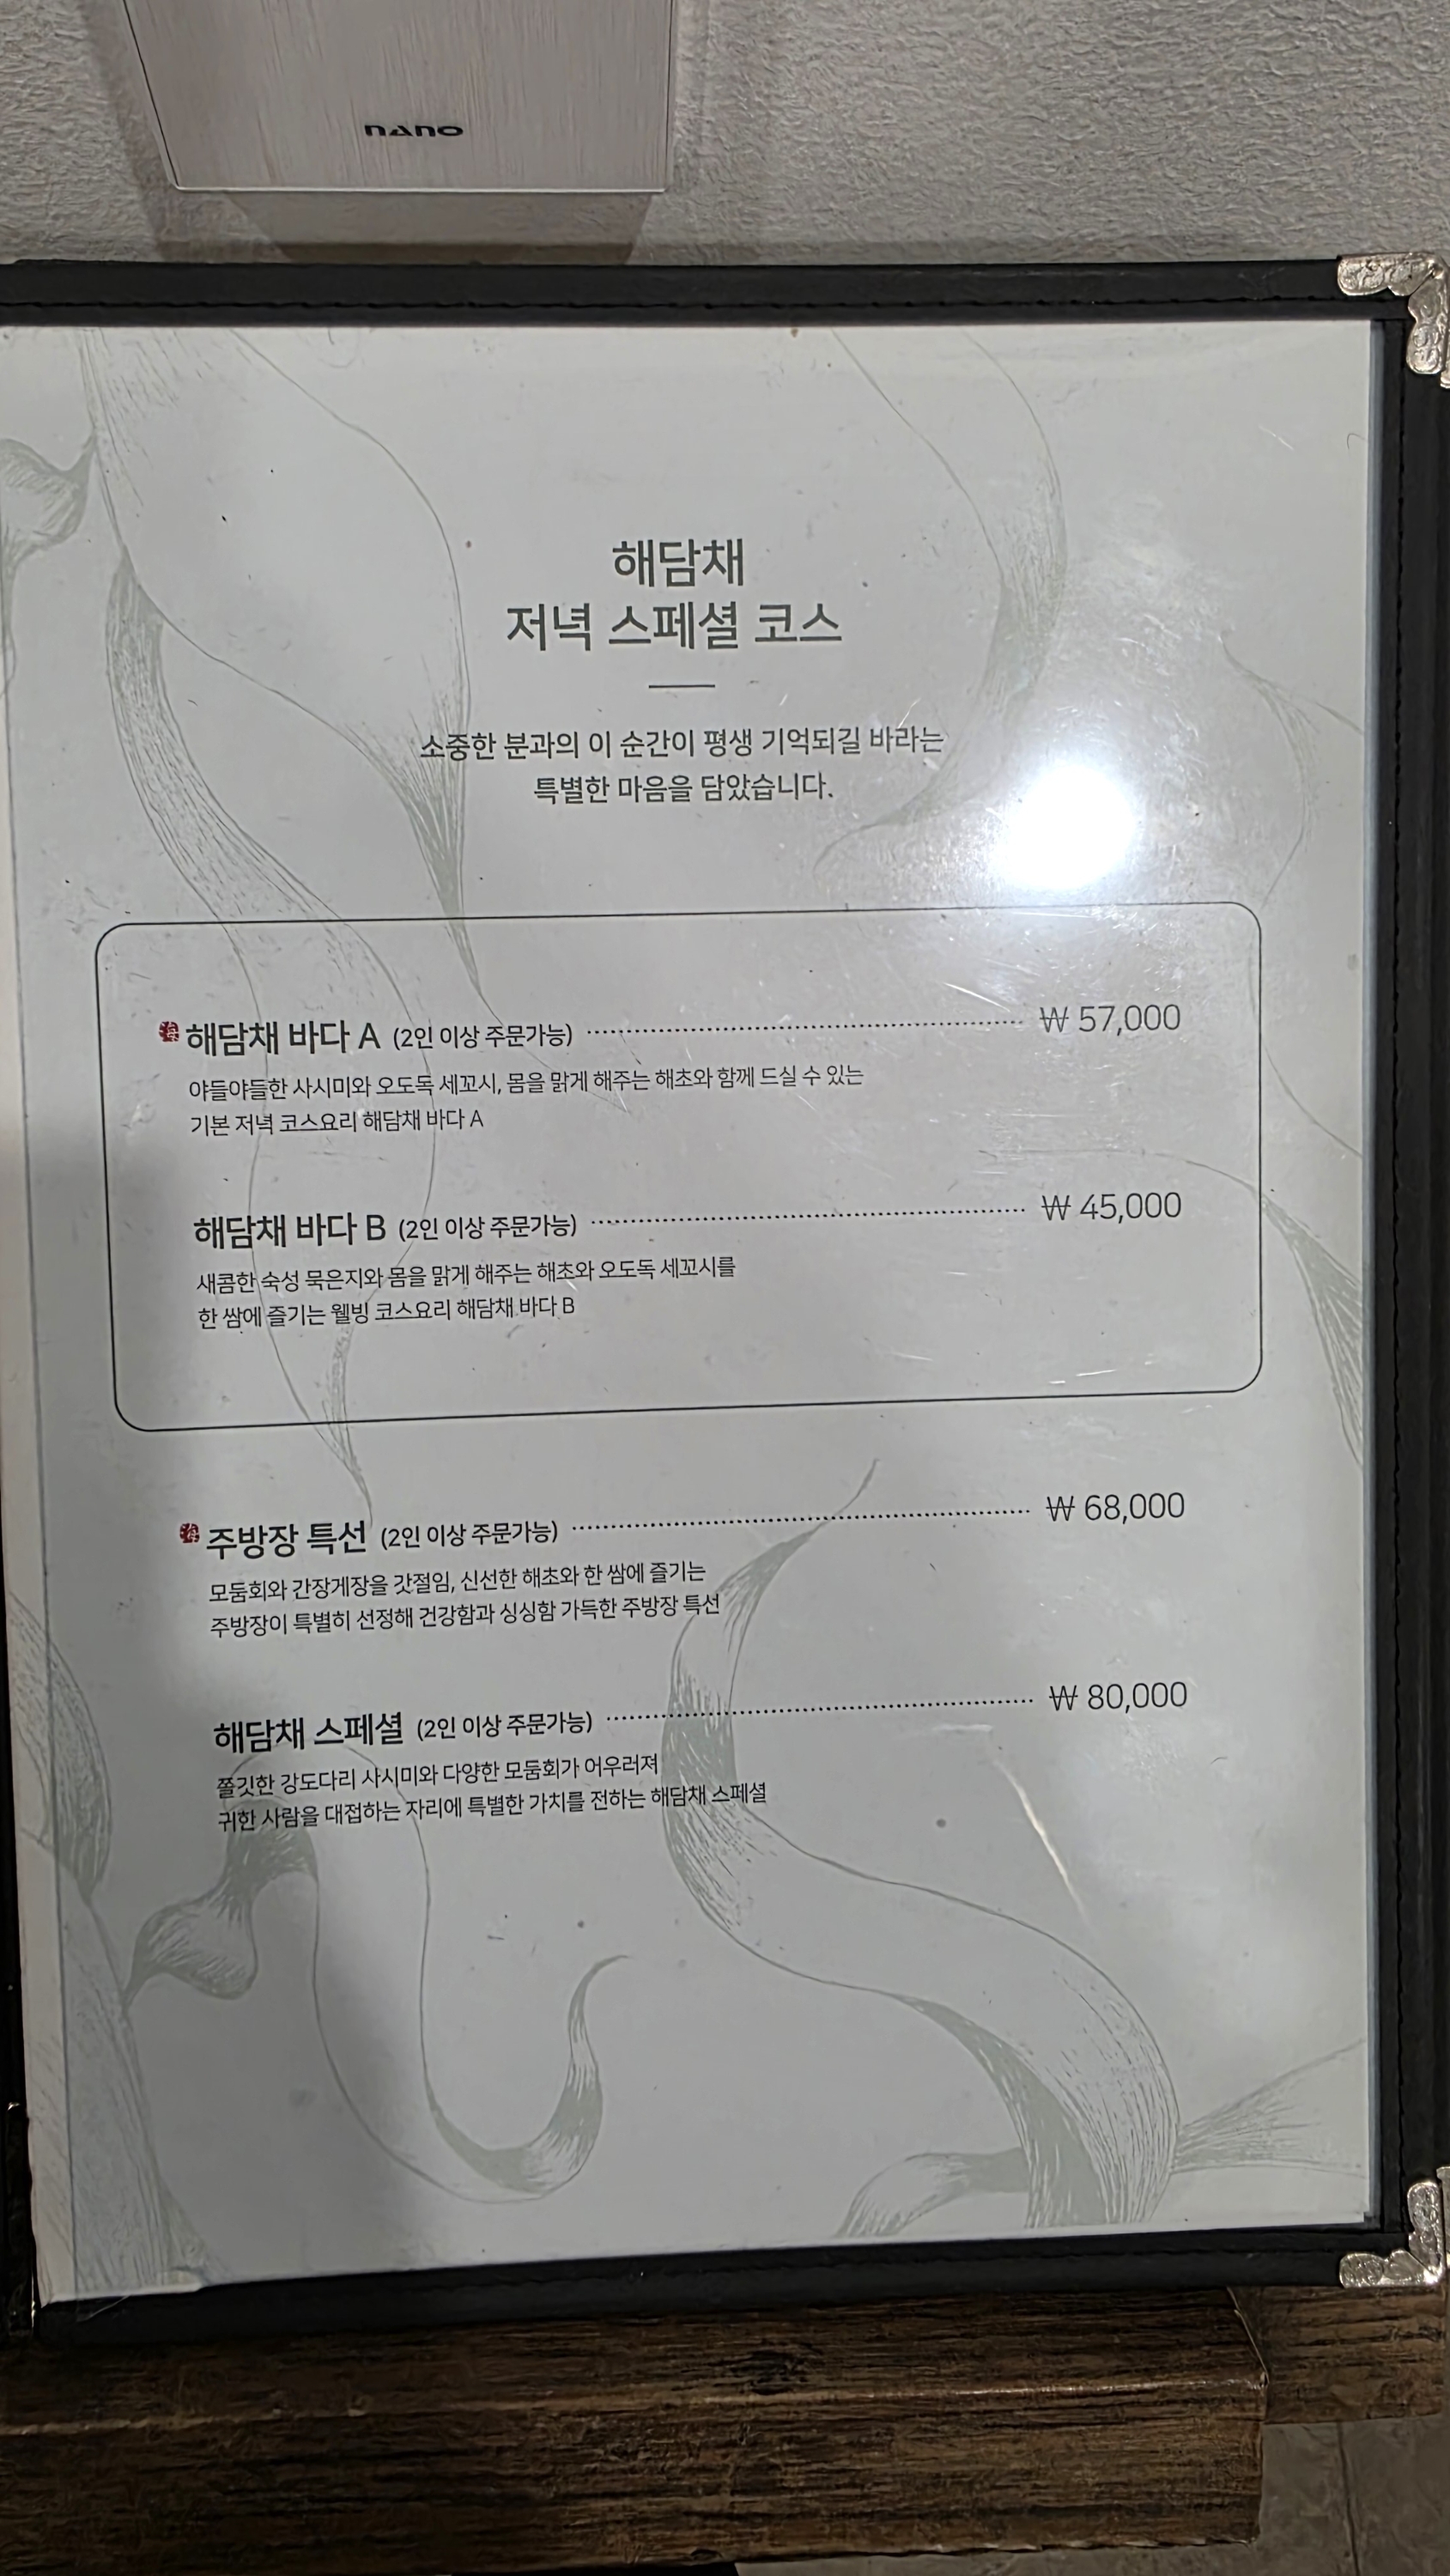 nano
해담채
저녁 스페셜 코스
소중한 분과의 이 순간이 평생 기억되길 바라는
특별한 마음을 담았습니다.
해담채 바다 A (2인 이상 주문가능) ₩ 57,000
야들야들한 사시미와 오도독 세꼬시, 몸을 맑게 해주는 해초와 함께 드실 수 있는
기본 저녁 코스요리 해담채 바다 A
해담채 바다 B (2인 이상 주문가능) ₩ 45,000
새콤한 숙성 묵은지와 몸을 맑게 해주는 해초와 오도독 세꼬시를
한 쌈에 즐기는 웰빙 코스요리 해담채 바다 B
주방장 특선 (2인 이상 주문가능) ₩ 68,000
모둠회와 간장게장을 갓절임, 신선한 해초와 한 쌈에 즐기는
주방장이 특별히 선정해 건강함과 싱싱함 가득한 주방장 특선
해담채 스페셜 (2인 이상 주문가능) ₩ 80,000
쫄깃한 강도다리 사시미와 다양한 모둠회가 어우러져
귀한 사람을 대접하는 자리에 특별한 가치를 전하는 해담채 스페셜